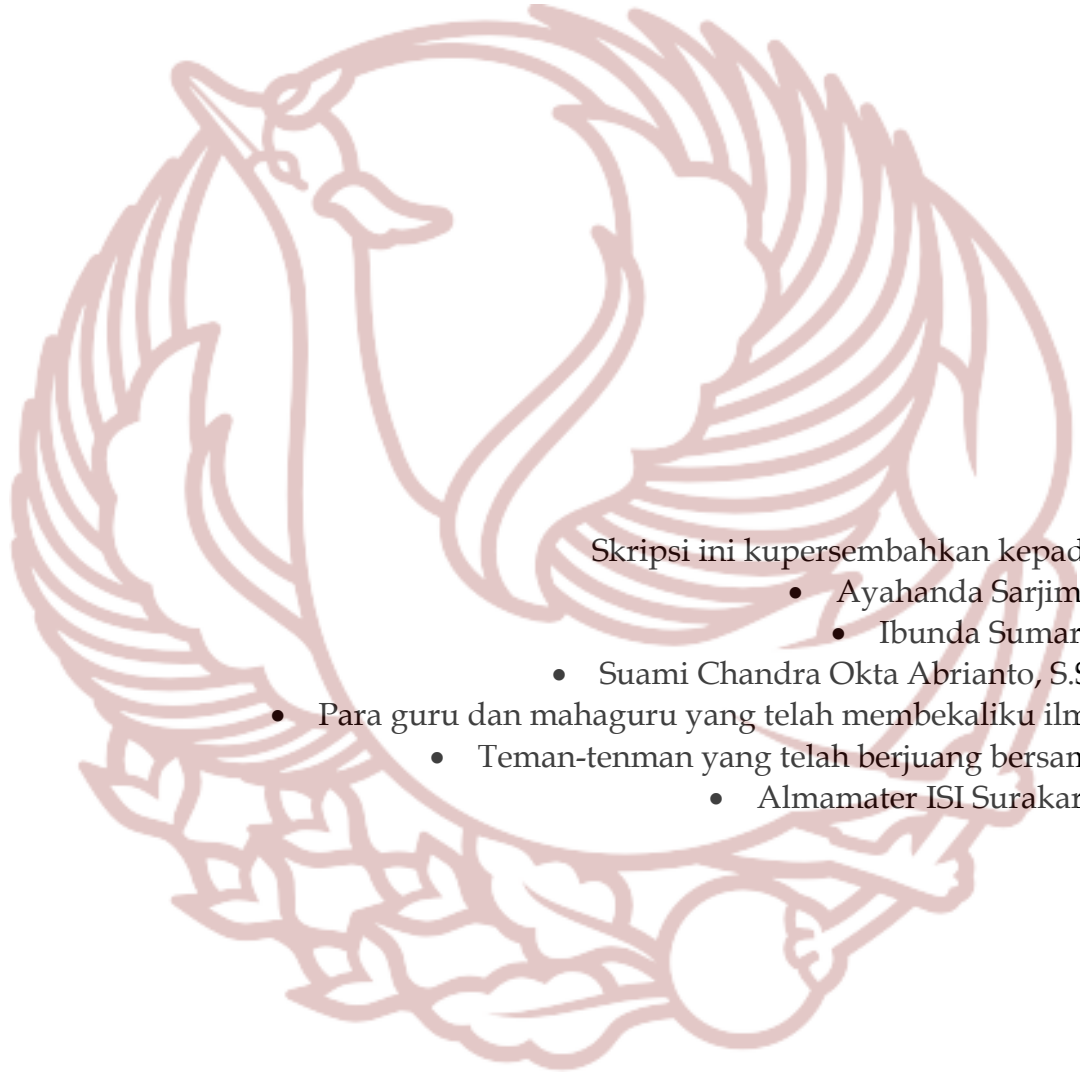 Skripsi ini kupersembahkan kepad
• Ayahanda Sarjim
• Ibunda Sumar
• Suami Chandra Okta Abrianto, S.S
• Para guru dan mahaguru yang telah membekaliku ilm
• Teman-tenman yang telah berjuang bersam
• Almamater ISI Surakar